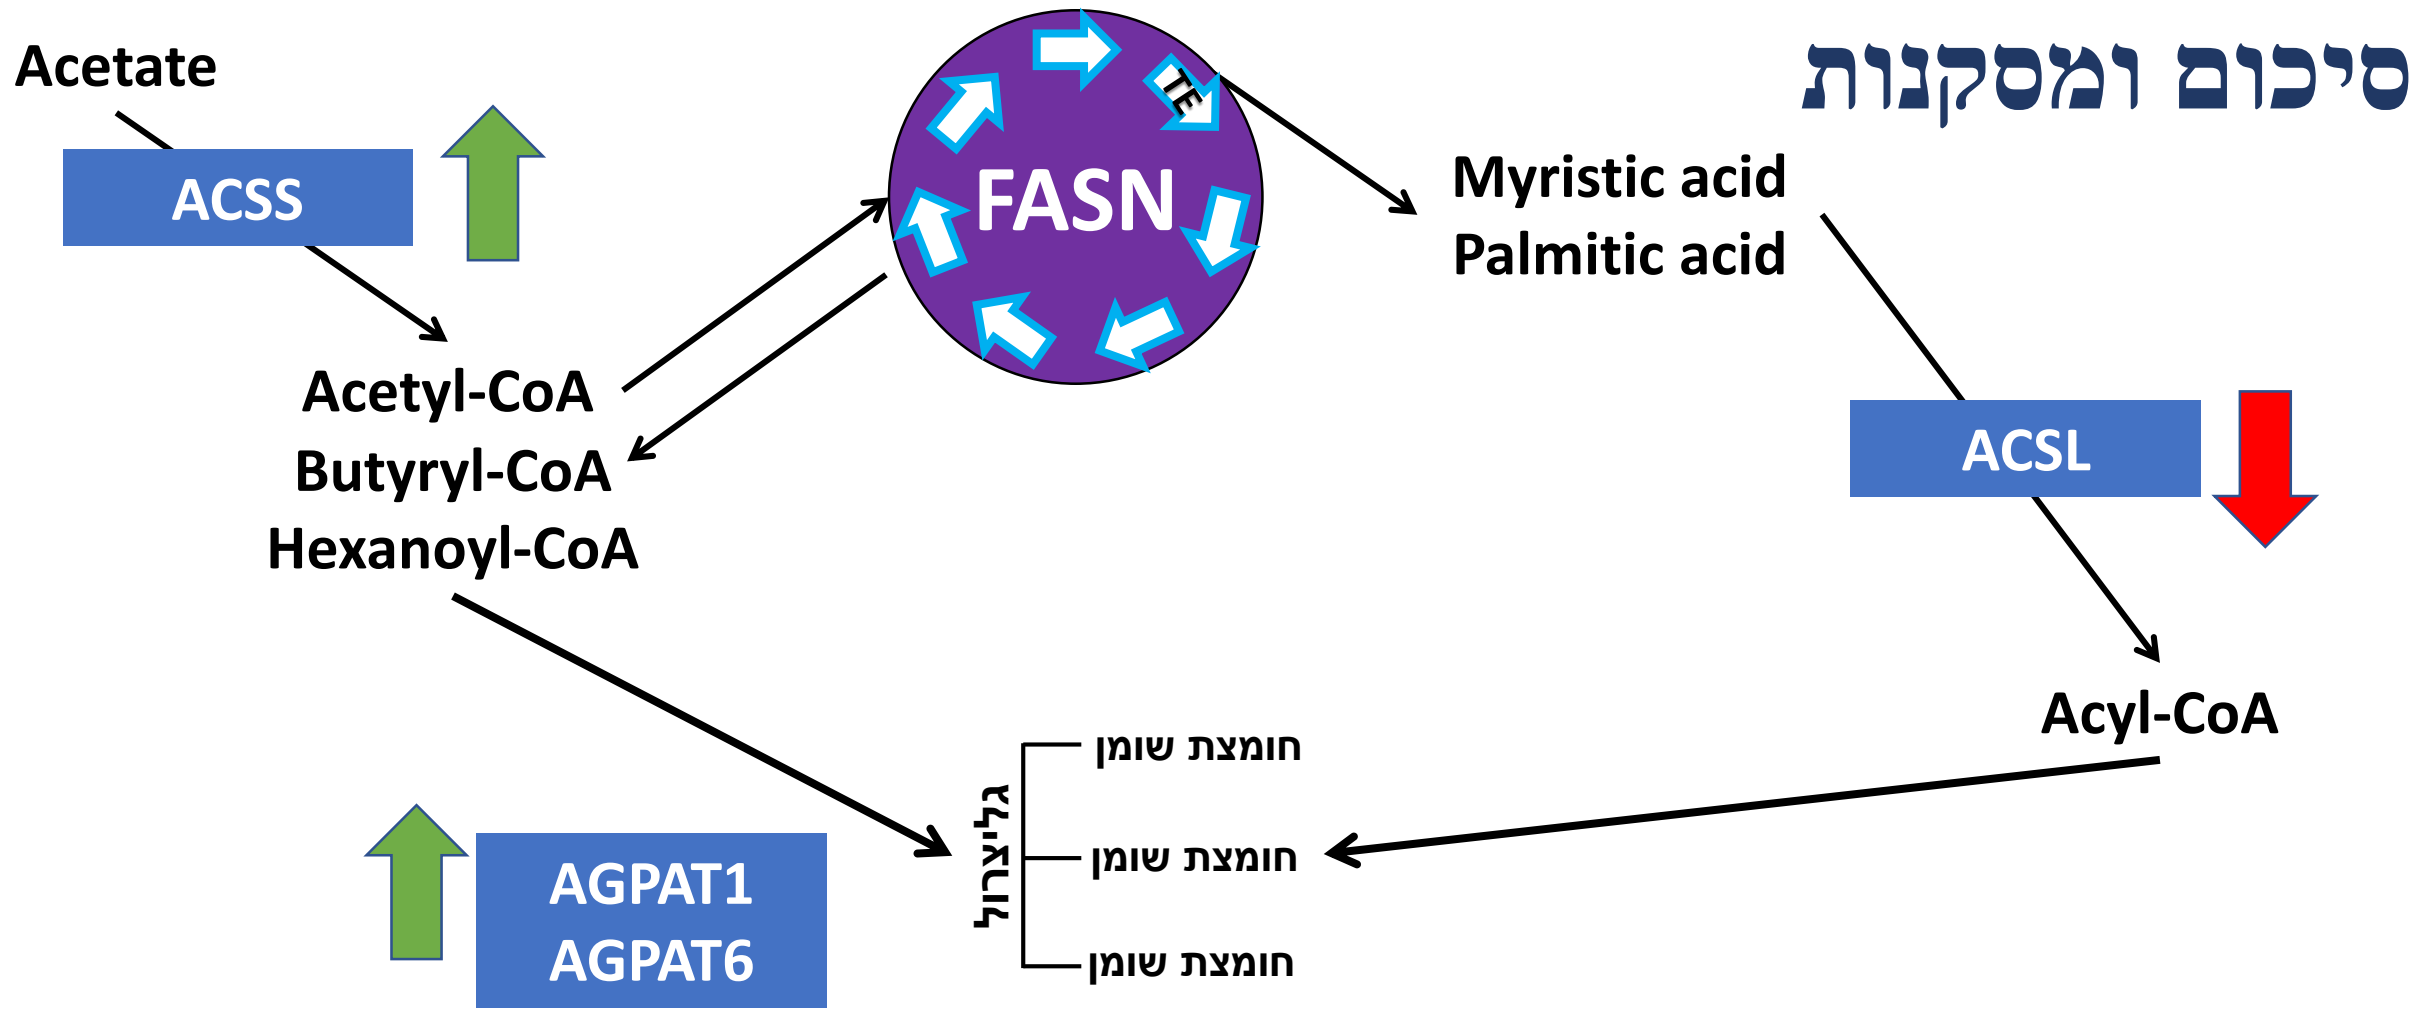 סיכום ומסקנות
Acetate
ACSS
Acetyl-CoA
Butyryl-CoA
Hexanoyl-CoA
FASN
TE
Myristic acid
Palmitic acid
ACSL
Acyl-CoA
AGPAT1
AGPAT6
גליצרול
חומצת שומן
חומצת שומן
חומצת שומן